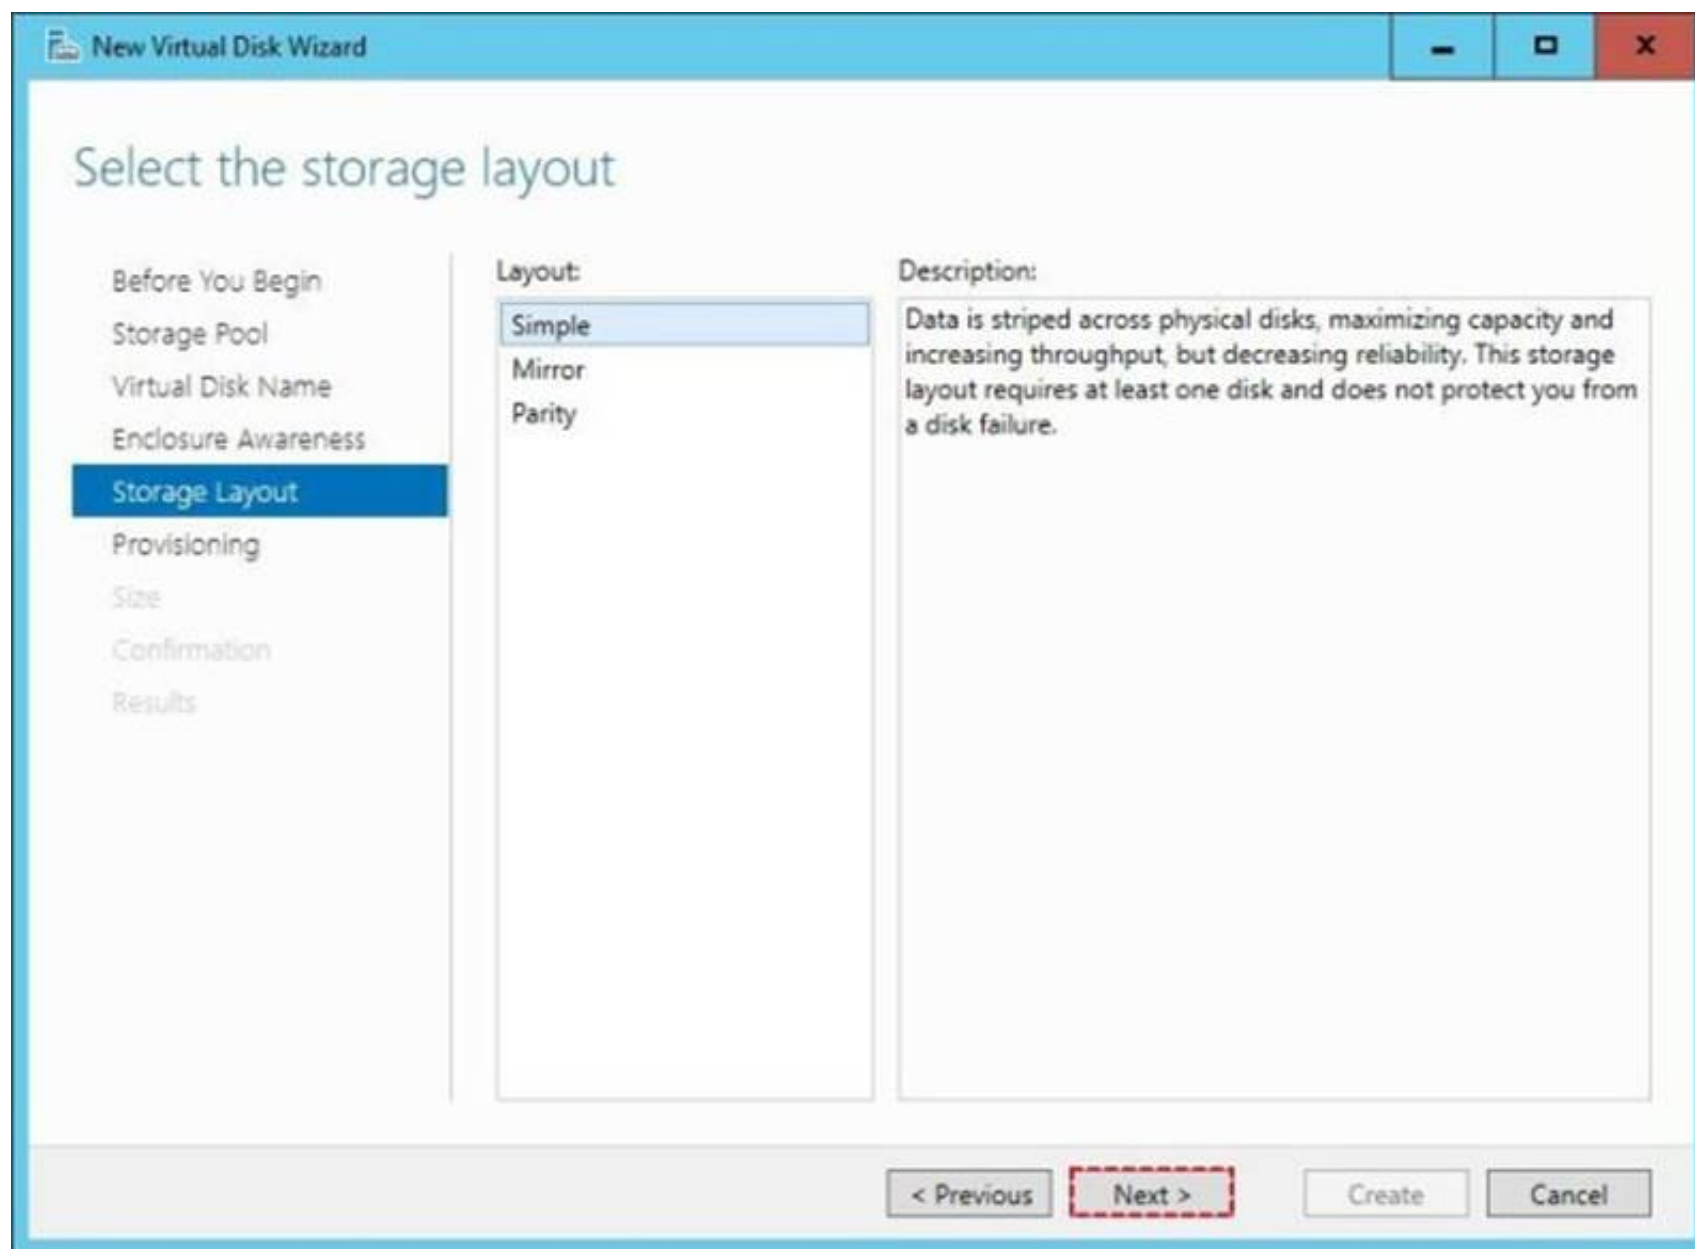 New Virtual Disk Wizard
Select the storage layout
Before You Begin
Storage Pool
Virtual Disk Name
Enclosure Awareness
Storage Layout
Provisioning
Size
Confirmation
Results
Layout:
Simple
Mirror
Parity
Description:
Data is striped across physical disks, maximizing capacity and
increasing throughput, but decreasing reliability. This storage
layout requires at least one disk and does not protect you from
a disk failure.
< Previous
Next >
Create
Cancel